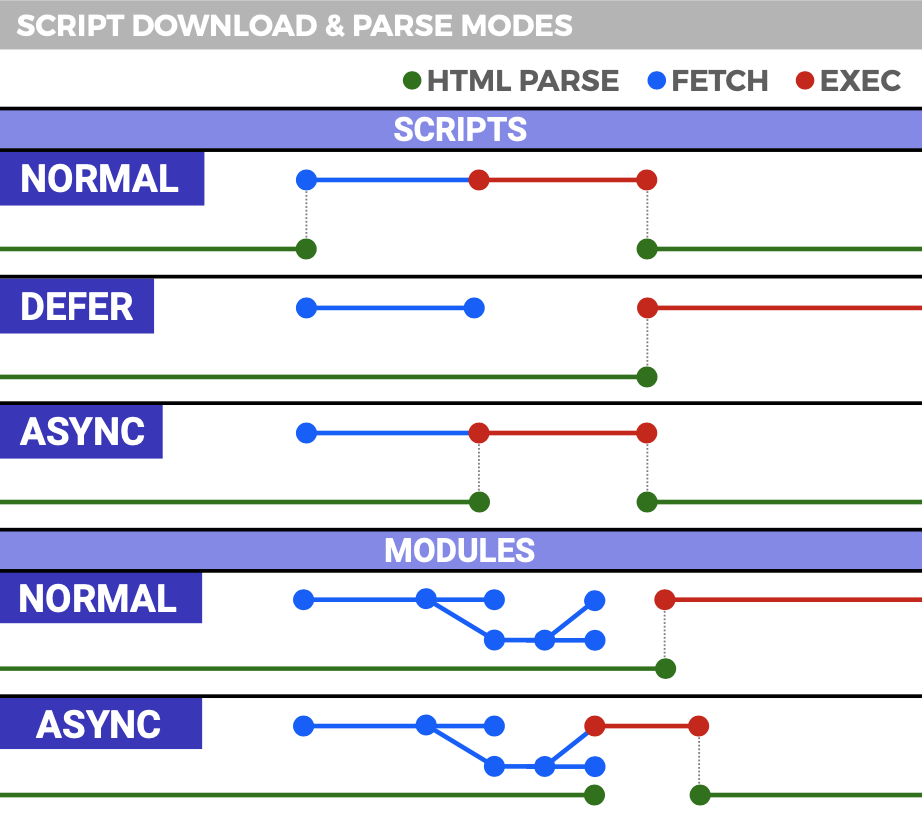 SCRIPT DOWNLOAD & PARSE MODES
HTML PARSE FETCH EXEC
SCRIPTS
NORMAL
DEFER
ASYNC
MODULES
NORMAL
ASYNC